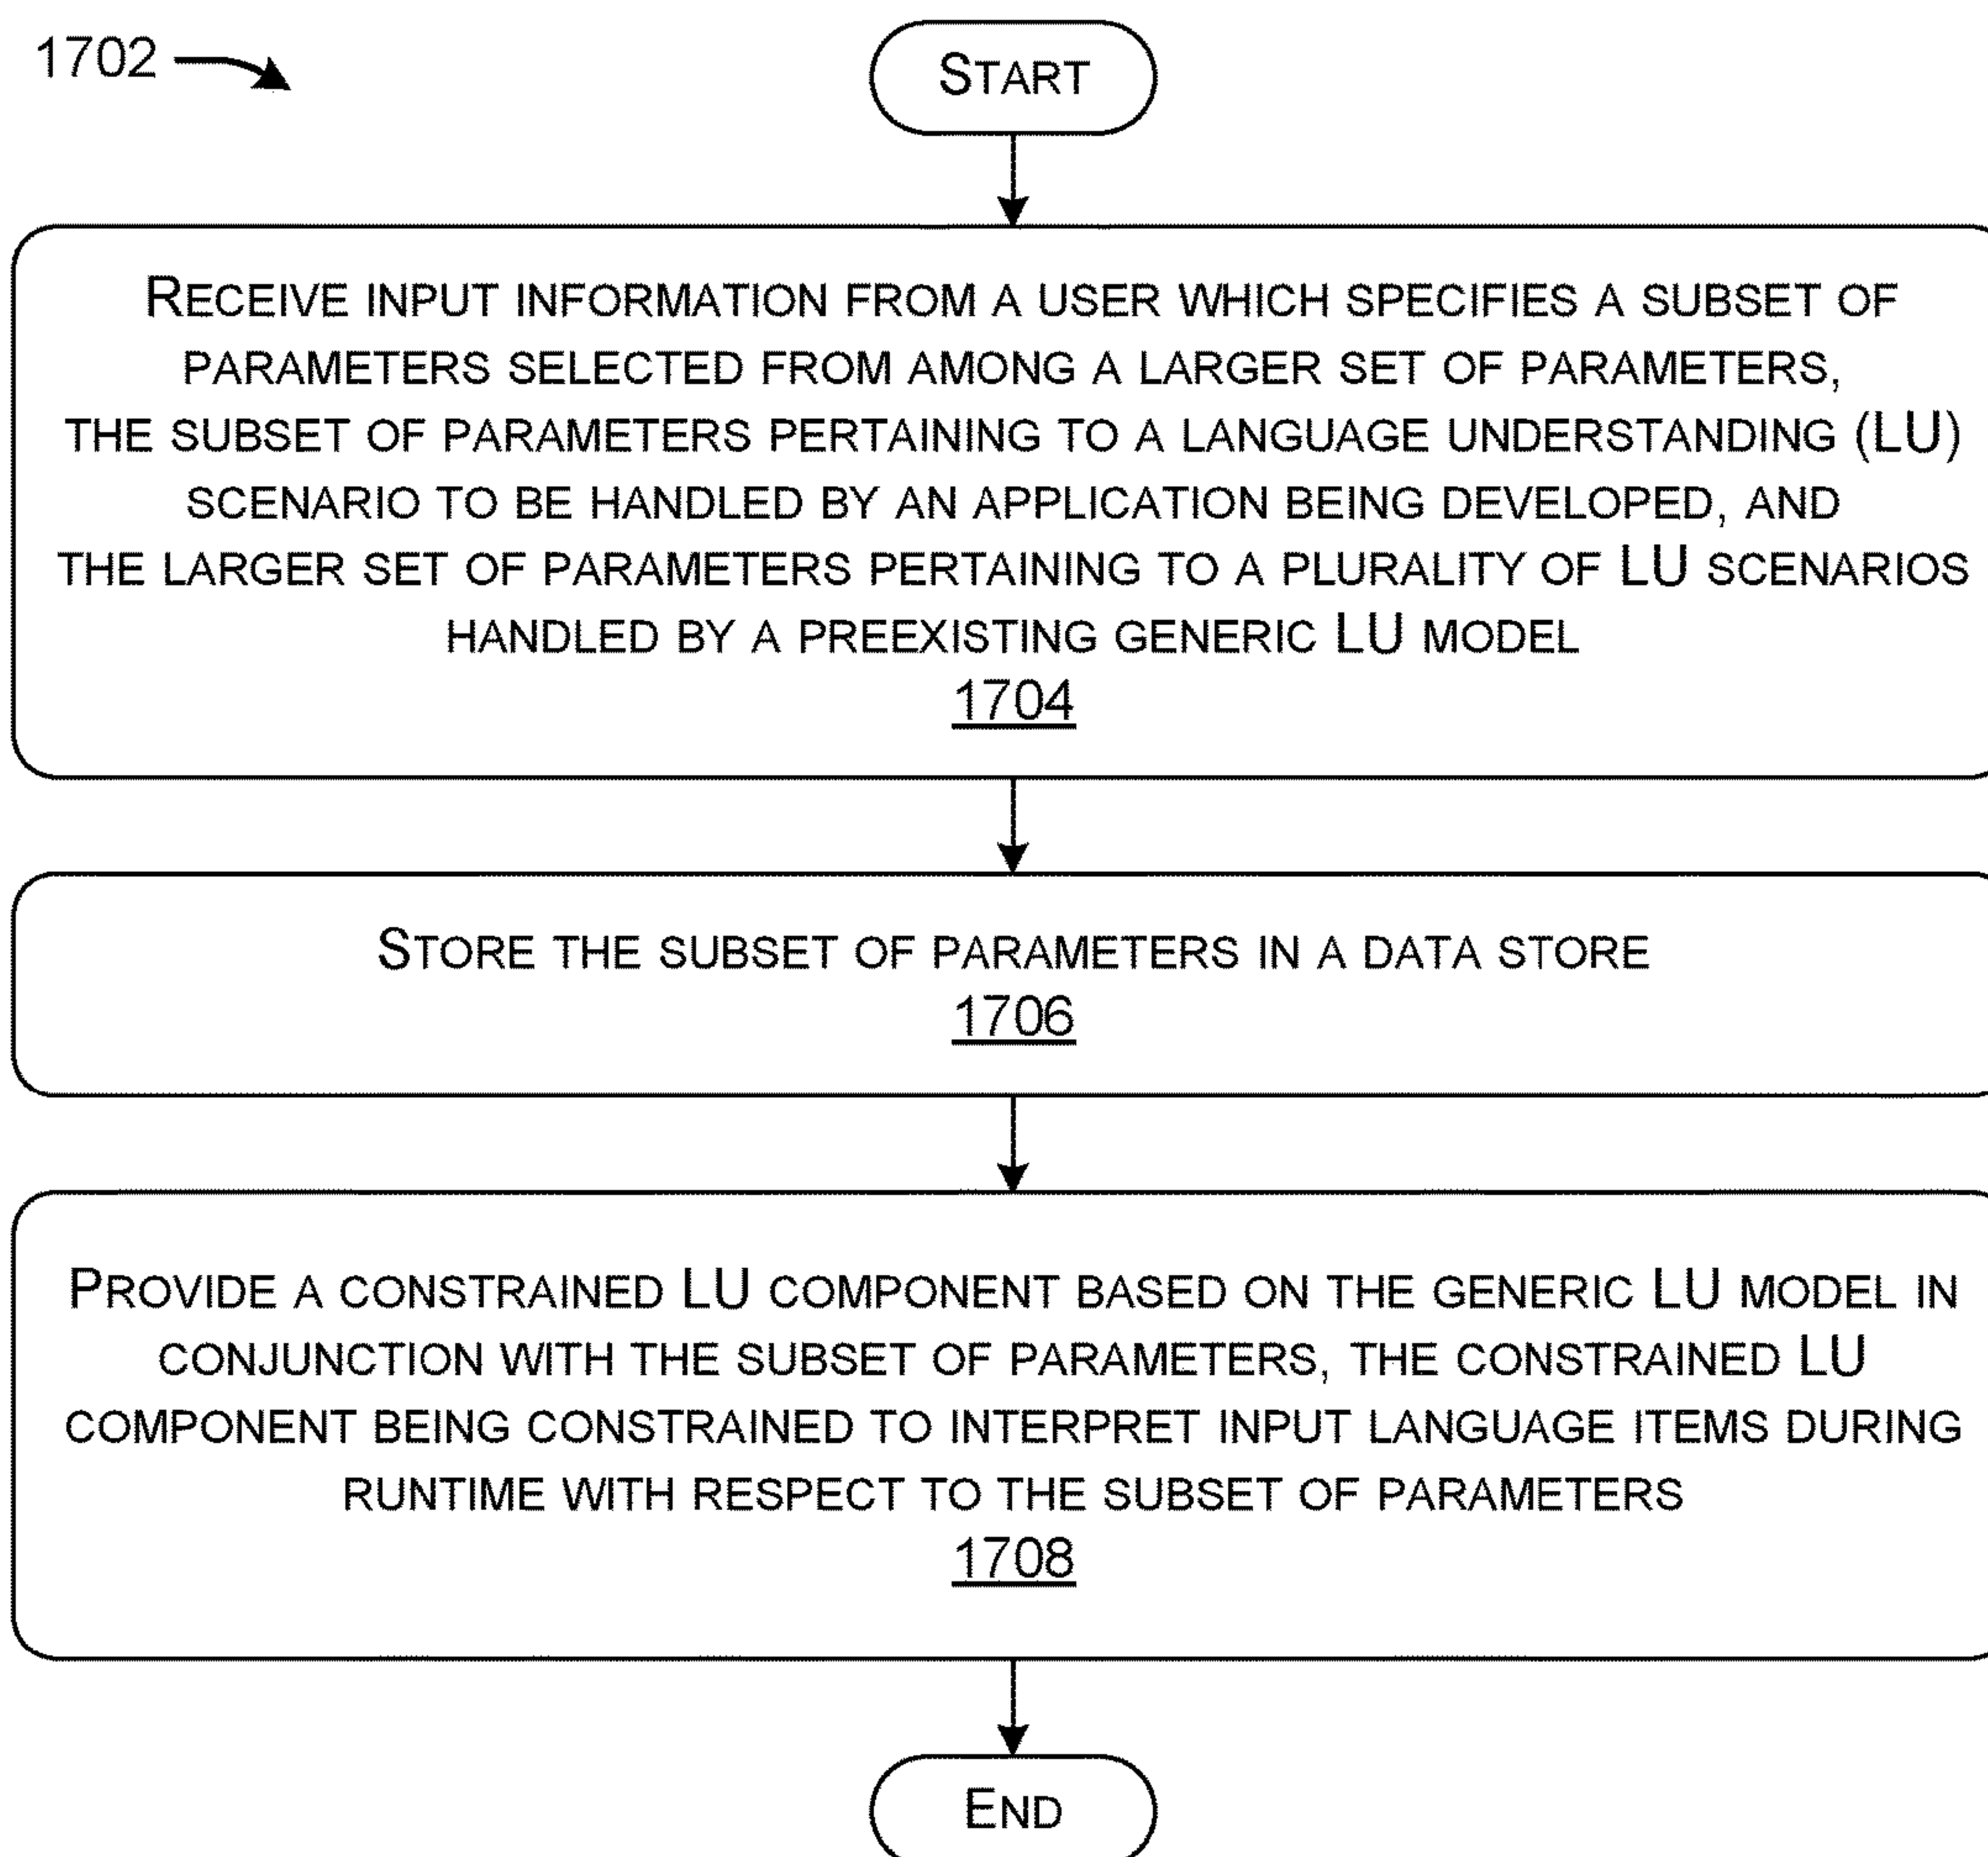 1702
START
RECEIVE INPUT INFORMATION FROM A USER WHICH SPECIFIES A SUBSET OF
PARAMETERS SELECTED FROM AMONG A LARGER SET OF PARAMETERS,
THE SUBSET OF PARAMETERS PERTAINING TO A LANGUAGE UNDERSTANDING (LU)
SCENARIO TO BE HANDLED BY AN APPLICATION BEING DEVELOPED, AND
THE LARGER SET OF PARAMETERS PERTAINING TO A PLURALITY OF LU SCENARIOS
HANDLED BY A PREEXISTING GENERIC LU MODEL
1704
STORE THE SUBSET OF PARAMETERS IN A DATA STORE
1706
PROVIDE A CONSTRAINED LU COMPONENT BASED ON THE GENERIC LU MODEL IN
CONJUNCTION WITH THE SUBSET OF PARAMETERS, THE CONSTRAINED LU
COMPONENT BEING CONSTRAINED TO INTERPRET INPUT LANGUAGE ITEMS DURING
RUNTIME WITH RESPECT TO THE SUBSET OF PARAMETERS
1708
END